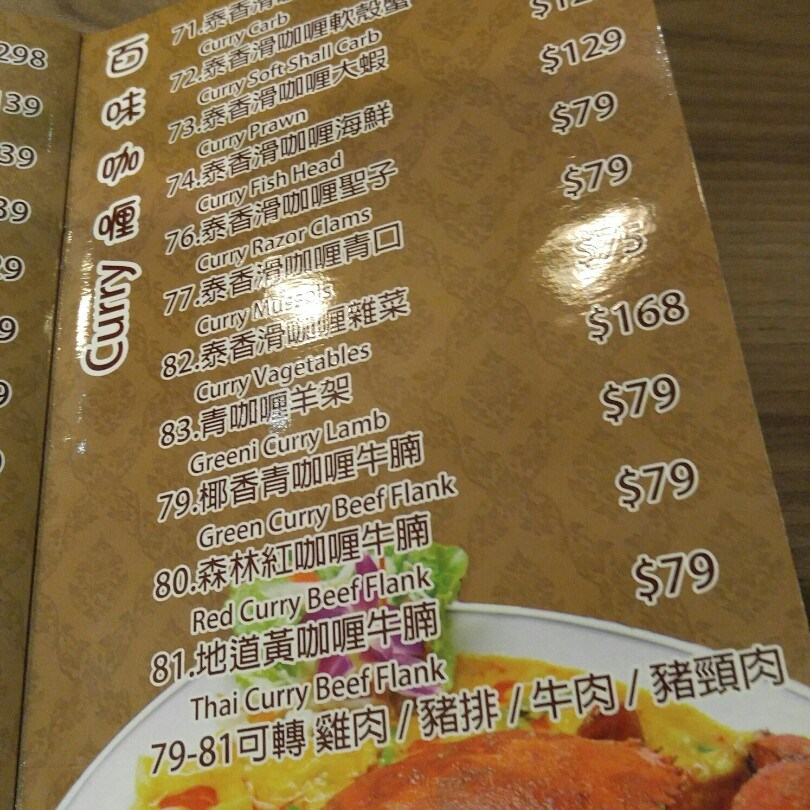 百味咖喱 Curry
71.泰香滑
Curry Carb
72.泰香滑咖喱軟殼蟹
Curry Soft Shall Carb
73.泰香滑咖喱大蝦
Curry Prawn
74.泰香滑咖喱海鮮 $129
Curry Fish Head
76.泰香滑咖喱聖子 $79
Curry Razor Clams
77.泰香滑咖喱青口 $79
Curry Mussels
82.泰香滑咖喱雜菜 $75
Curry Vagetables
83.青咖喱羊架 $168
Greeni Curry Lamb
79.椰香青咖喱牛腩 $79
Green Curry Beef Flank
80.森林紅咖喱牛腩 $79
Red Curry Beef Flank
81.地道黃咖喱牛腩 $79
Thai Curry Beef Flank
79-81可轉 雞肉 / 豬排 / 牛肉 / 豬頸肉